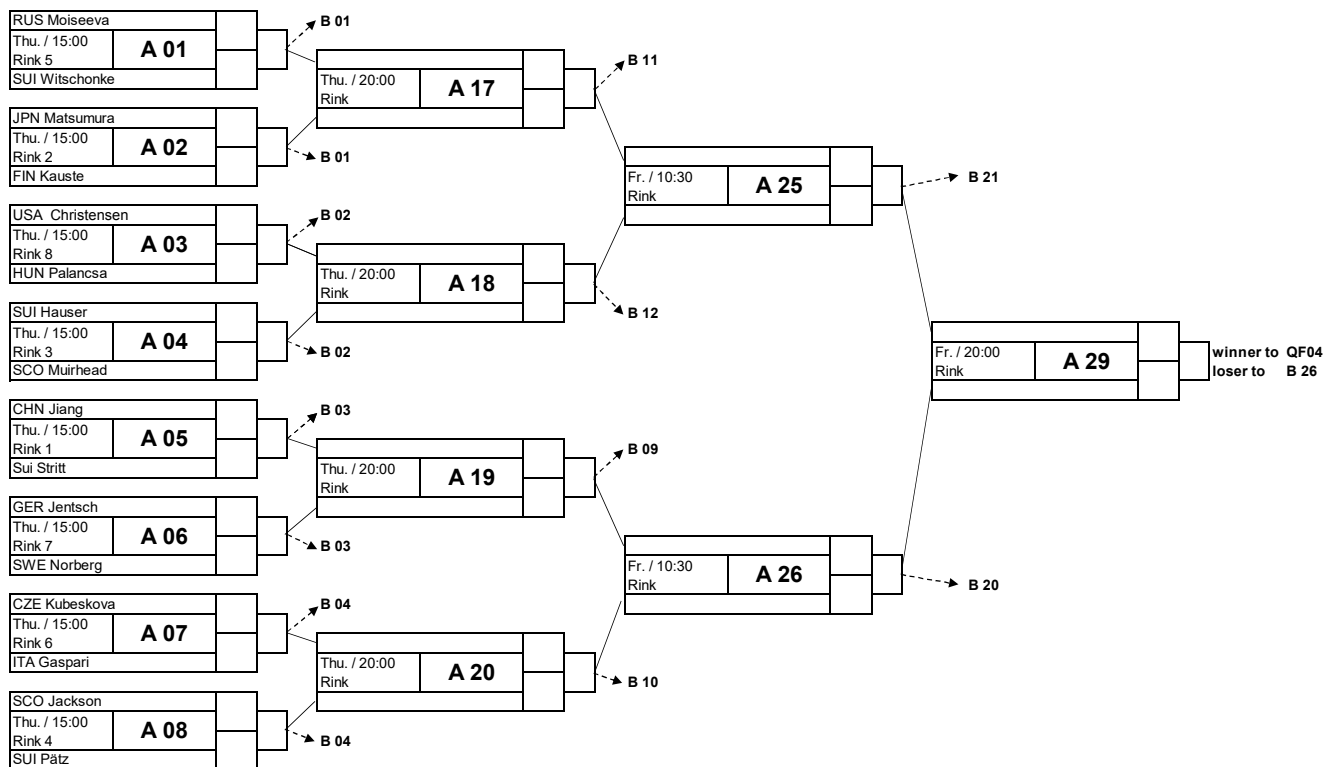 RUS Moiseeva
Thu. / 15:00
Rink 5
A 01
SUI Witschonke
B 01
JPN Matsumura
Thu. / 15:00
Rink 2
A 02
FIN Kauste
B 01
Thu. / 20:00
Rink
A 17
B 11
USA Christensen
Thu. / 15:00
Rink 8
A 03
HUN Palancsa
B 02
SUI Hauser
Thu. / 15:00
Rink 3
A 04
SCO Muirhead
B 02
Thu. / 20:00
Rink
A 18
B 12
Fr. / 10:30
Rink
A 25
B 21
CHN Jiang
Thu. / 15:00
Rink 1
A 05
Sui Stritt
B 03
GER Jentsch
Thu. / 15:00
Rink 7
A 06
SWE Norberg
B 03
Thu. / 20:00
Rink
A 19
B 09
CZE Kubeskova
Thu. / 15:00
Rink 6
A 07
ITA Gaspari
B 04
SCO Jackson
Thu. / 15:00
Rink 4
A 08
SUI Pätz
B 04
Thu. / 20:00
Rink
A 20
B 10
Fr. / 10:30
Rink
A 26
B 20
Fr. / 20:00
Rink
A 29
winner to QF04
loser to B 26